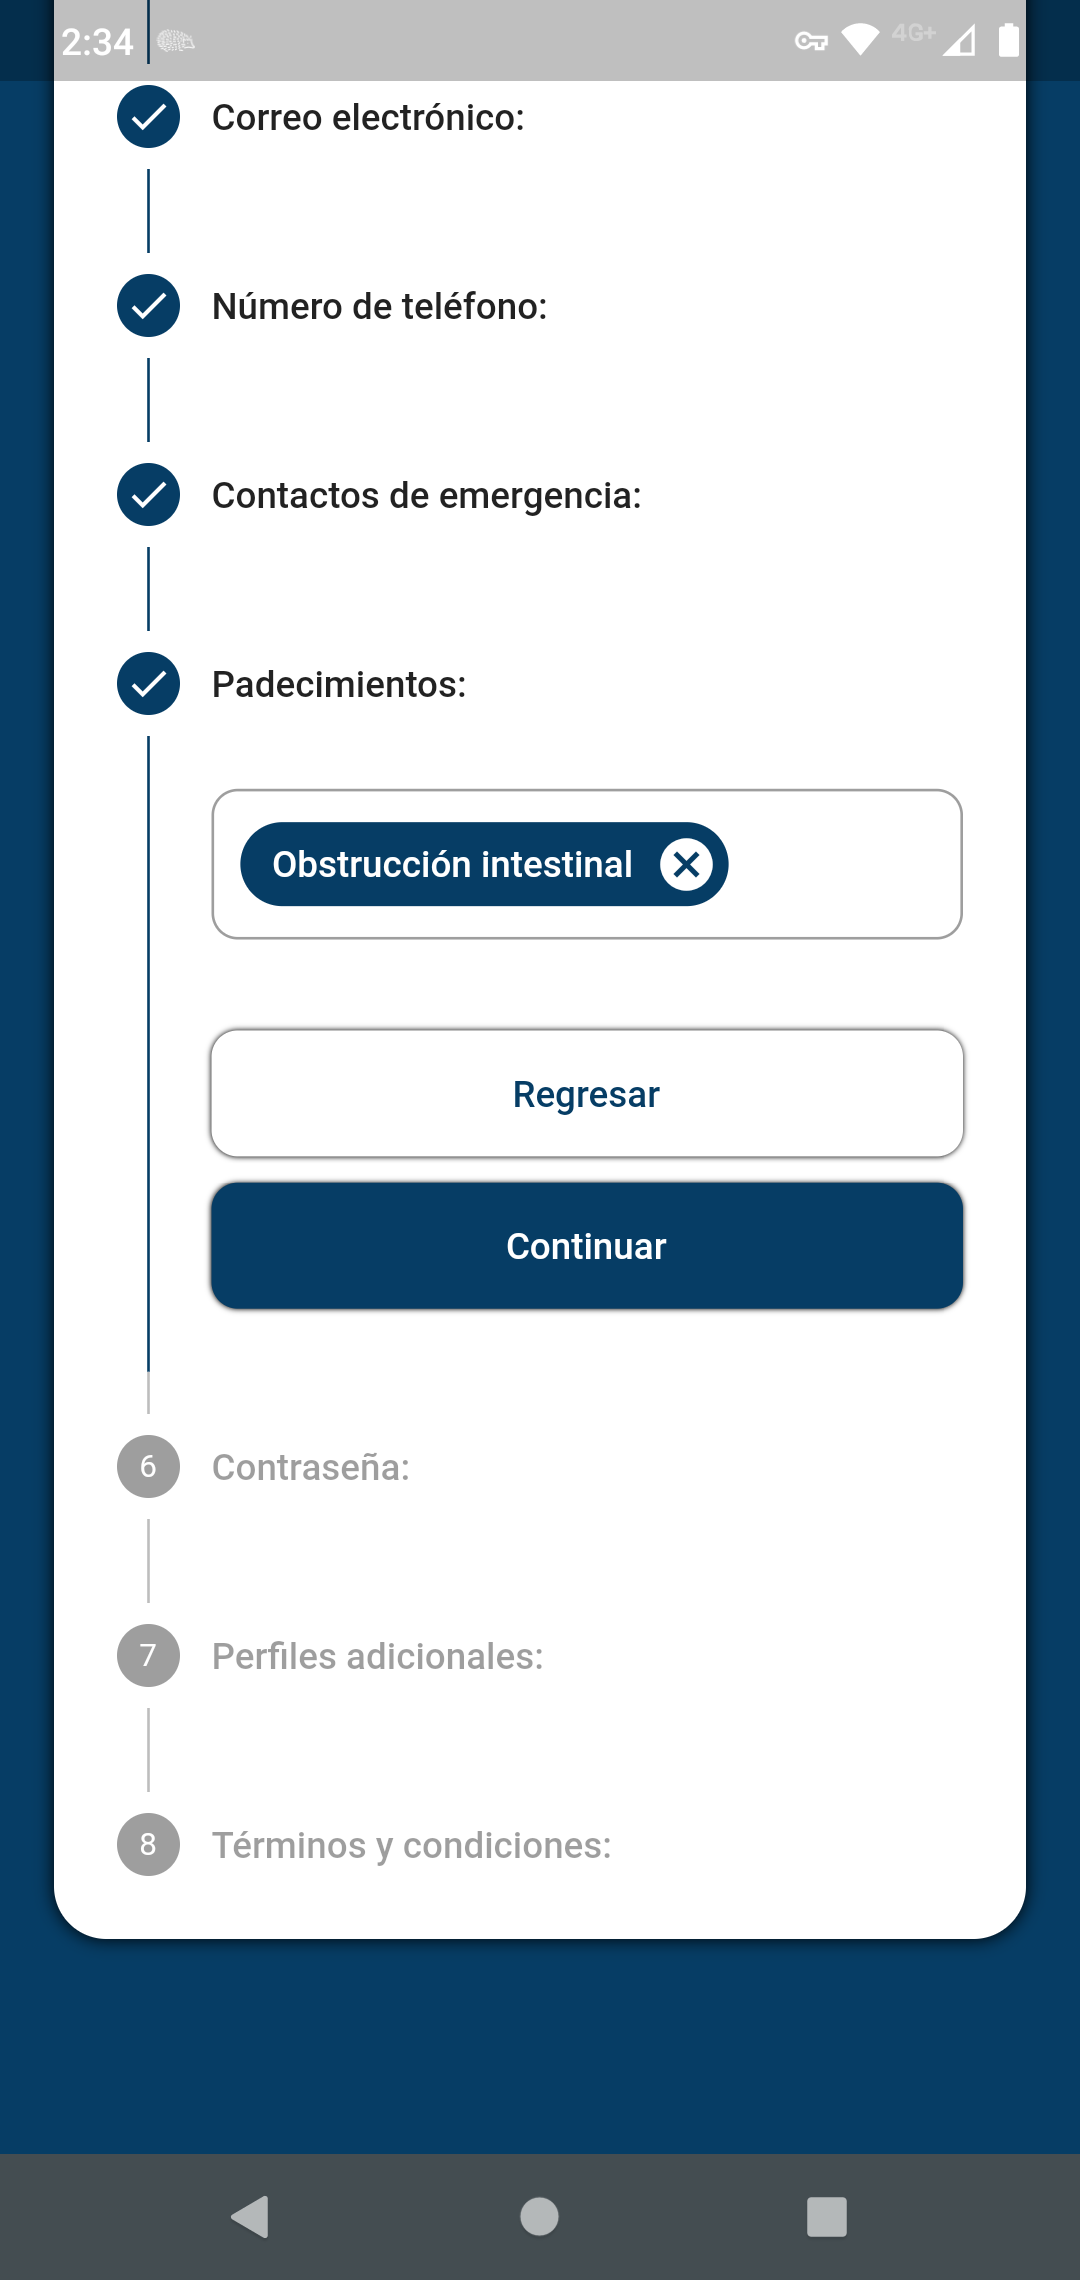 2:34
4G+
Correo electrónico:
Número de teléfono:
Contactos de emergencia:
Padecimientos:
Obstrucción intestinal
Regresar
Continuar
6 Contraseña:
7 Perfiles adicionales:
8 Términos y condiciones: